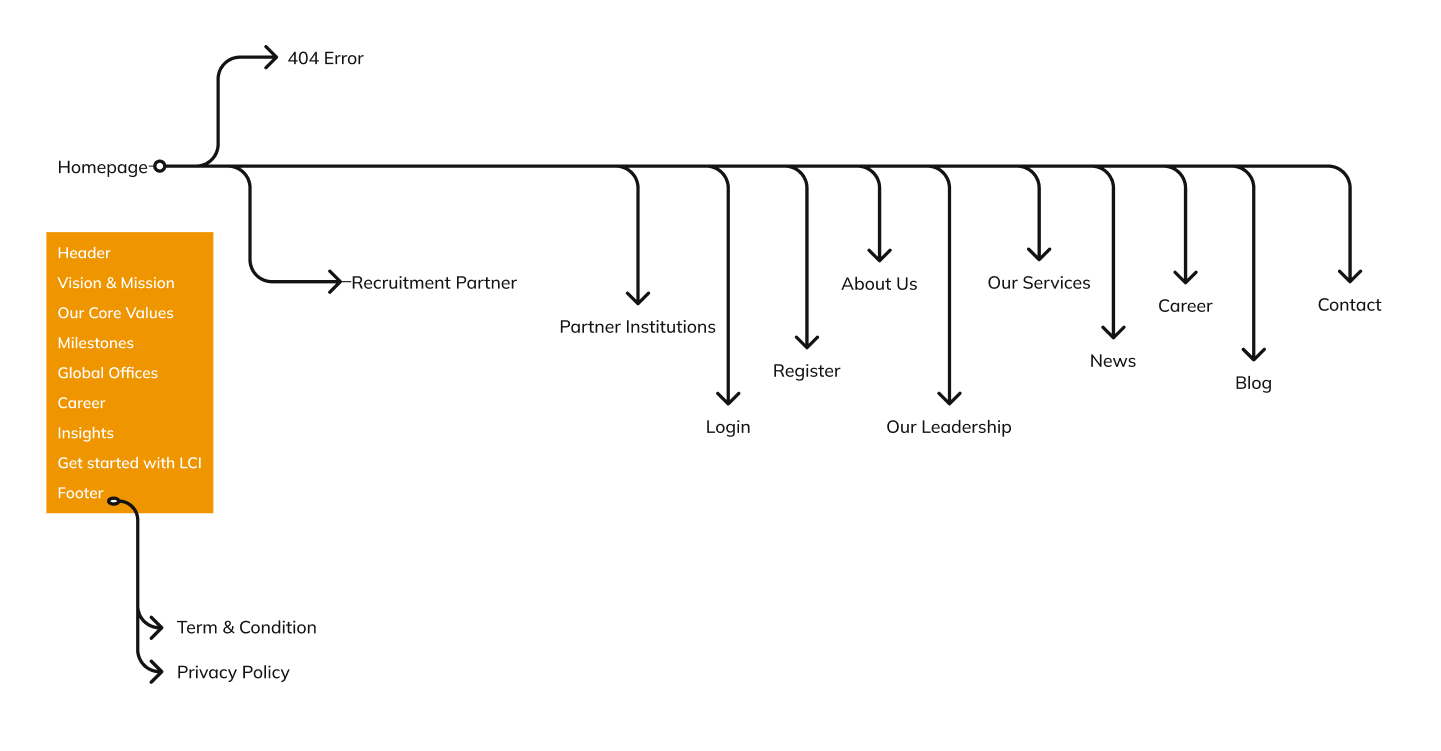 404 Error
Homepage
Header
Vision & Mission
Our Core Values
Milestones
Global Offices
Career
Insights
Get started with LCI
Footer
Recruitment Partner
Partner Institutions
Login
Register
About Us
Our Leadership
Our Services
News
Career
Blog
Contact
Term & Condition
Privacy Policy